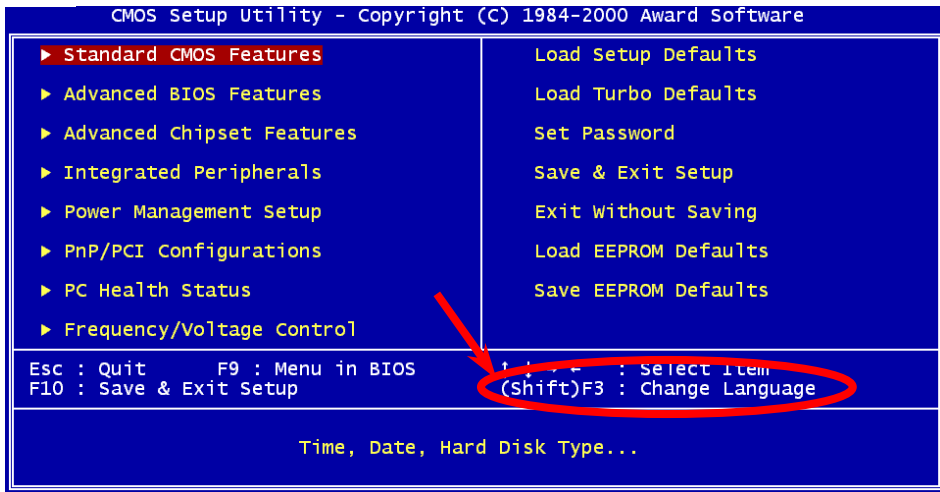 CMOS Setup Utility - Copyright (C) 1984-2000 Award Software
▶ Standard CMOS Features
▶ Advanced BIOS Features
▶ Advanced Chipset Features
▶ Integrated Peripherals
▶ Power Management Setup
▶ PnP/PCI Configurations
▶ PC Health Status
▶ Frequency/Voltage Control
Load Setup Defaults
Load Turbo Defaults
Set Password
Save & Exit Setup
Exit Without Saving
Load EEPROM Defaults
Save EEPROM Defaults
Esc : Quit F9 : Menu in BIOS ↑ ↓ → ← : Select Item
F10 : Save & Exit Setup (Shift)F3 : Change Language
Time, Date, Hard Disk Type...